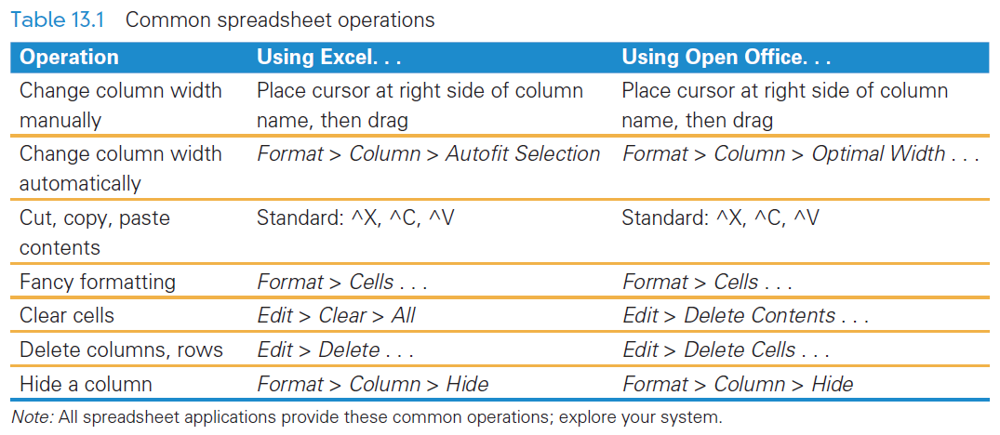 Table 13.1 Common spreadsheet operations
Operation Using Excel. . . Using Open Office. . .
Change column width Place cursor at right side of column Place cursor at right side of column
manually name, then drag name, then drag
Change column width Format > Column > Autofit Selection Format > Column > Optimal Width . . .
automatically
Cut, copy, paste Standard: ^X, ^C, ^V Standard: ^X, ^C, ^V
contents
Fancy formatting Format > Cells . . . Format > Cells . . .
Clear cells Edit > Clear > All Edit > Delete Contents . . .
Delete columns, rows Edit > Delete . . . Edit > Delete Cells . . .
Hide a column Format > Column > Hide Format > Column > Hide
Note: All spreadsheet applications provide these common operations; explore your system.